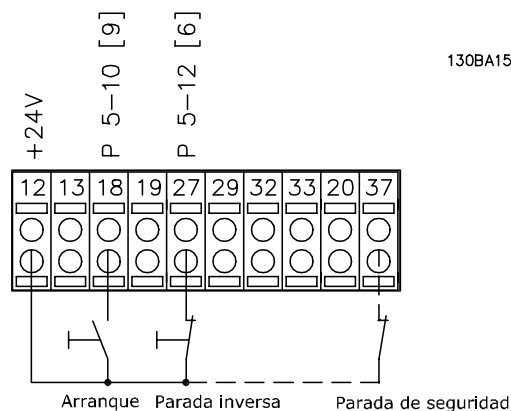 130BA15
+24V
P 5-10 [9]
P 5-12 [6]
12 13 18 19 27 29 32 33 20 37
Arranque Parada inversa Parada de seguridad